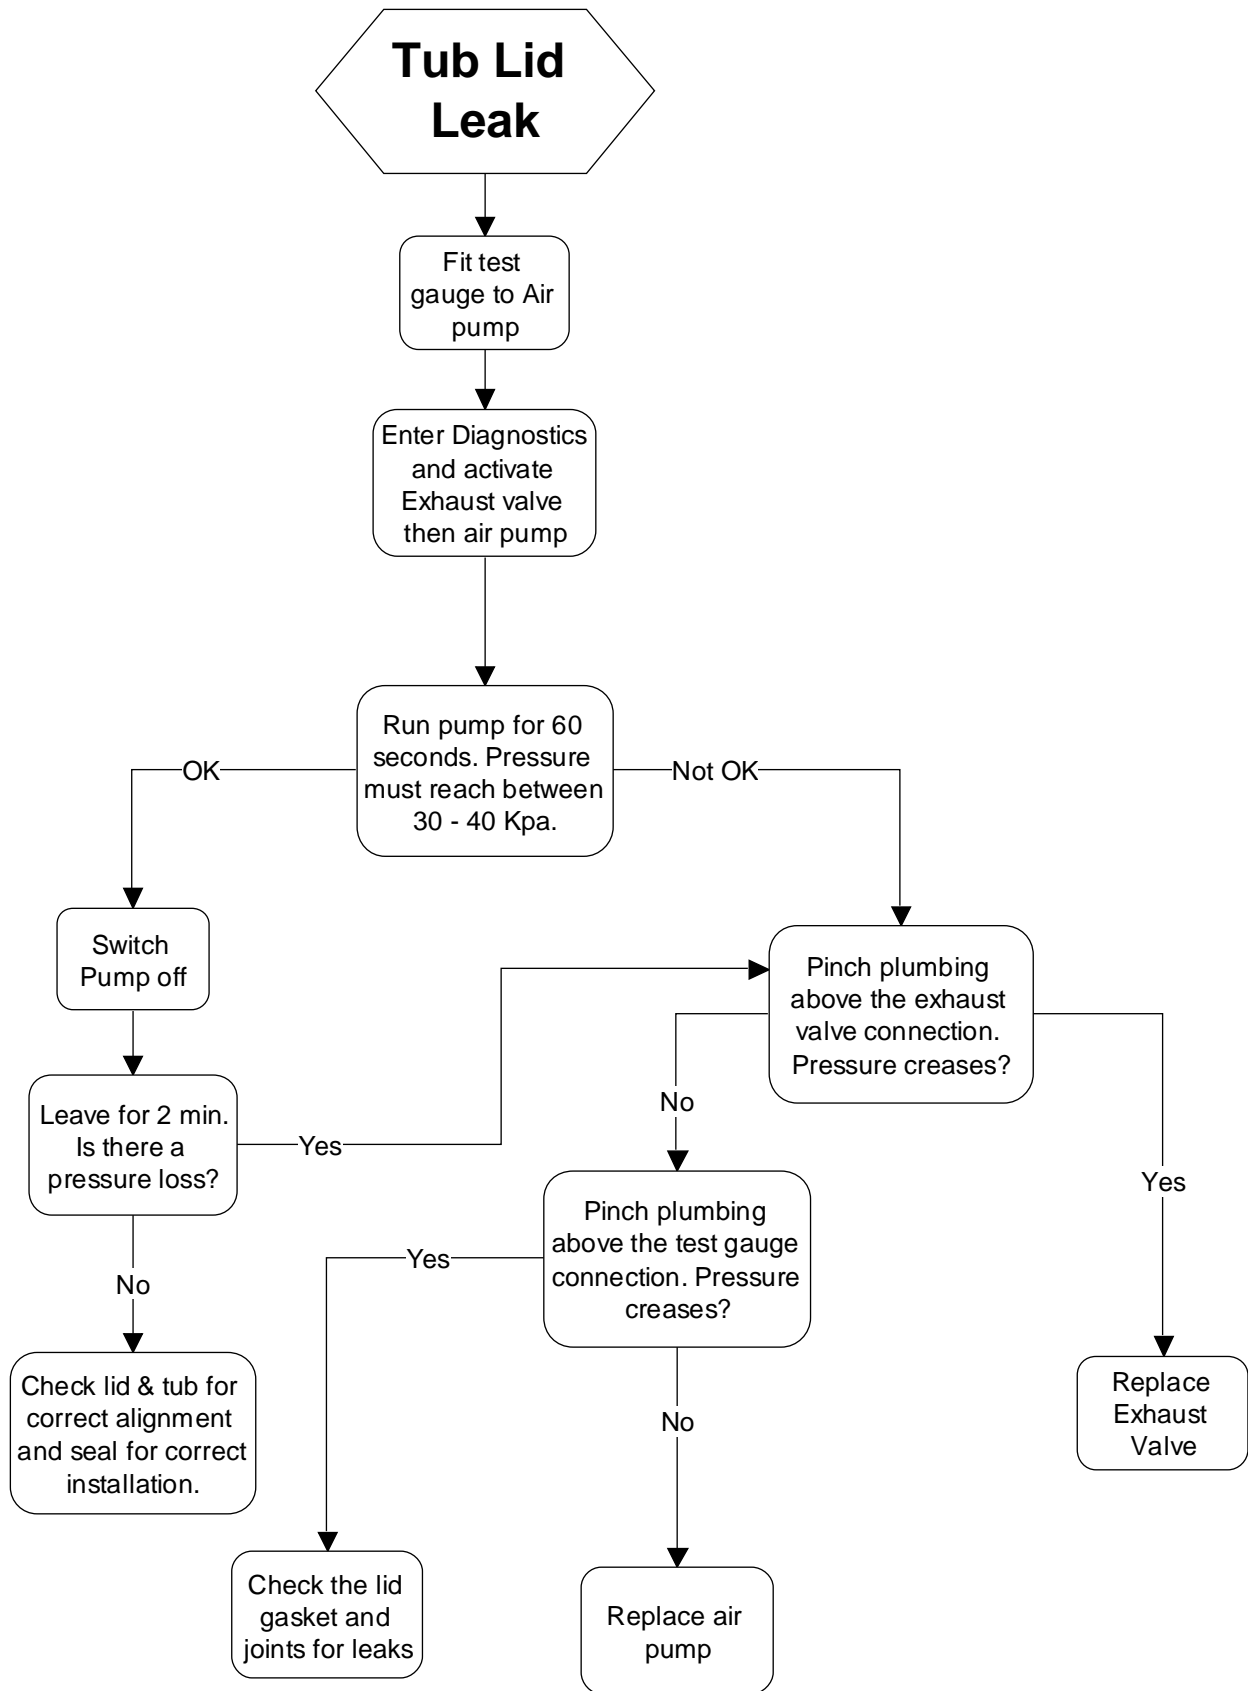 Tub Lid
Leak
Fit test
gauge to Air
pump
Enter Diagnostics
and activate
Exhaust valve
then air pump
Run pump for 60
seconds. Pressure
must reach between
30 - 40 Kpa.
OK
Not OK
Switch
Pump off
Pinch plumbing
above the exhaust
valve connection.
Pressure creases?
Leave for 2 min.
Is there a
pressure loss?
Yes
No
Yes
Pinch plumbing
above the test gauge
connection. Pressure
creases?
Yes
No
No
Check lid & tub for
correct alignment
and seal for correct
installation.
Replace
Exhaust
Valve
Check the lid
gasket and
joints for leaks
Replace air
pump